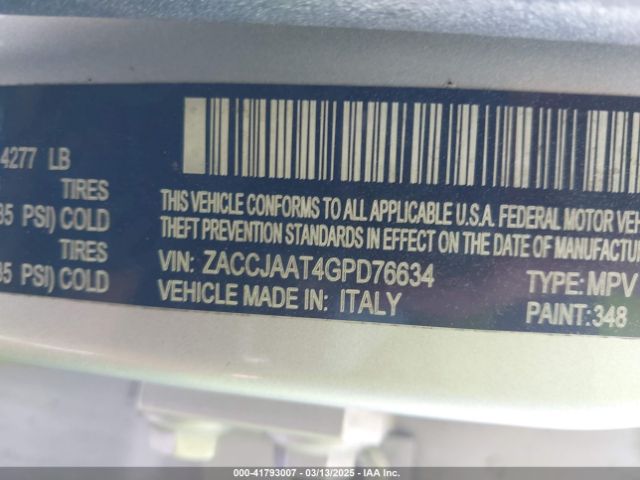 4277 LB
TIRES
35 PSI) COLD
TIRES
35 PSI) COLD
THIS VEHICLE CONFORMS TO ALL APPLICABLE U.S.A. FEDERAL MOTOR
THEFT PREVENTION STANDARDS IN EFFECT ON THE DATE OF MANUFACTURE
VIN: ZACCJAAT4GPD76634
TYPE: MPV
VEHICLE MADE IN: ITALY
PAINT: 348
000-41793007 - 03/13/2025 - IAA Inc.